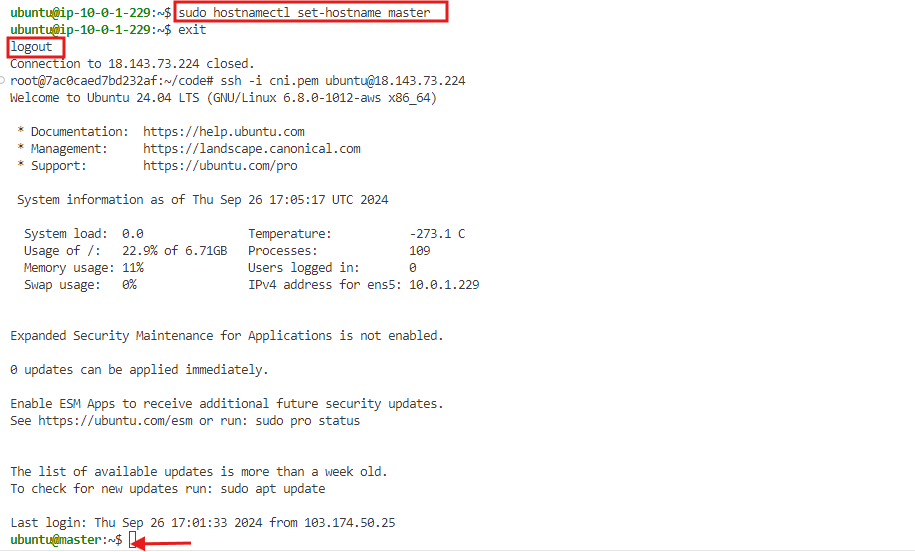 ubuntu@ip-10-0-1-229:~$ sudo hostnamectl set-hostname master
ubuntu@ip-10-0-1-229:~$ exit
logout
Connection to 18.143.73.224 closed.
root@7ac0caed7bd232af:~/code# ssh -i cni.pem ubuntu@18.143.73.224
Welcome to Ubuntu 24.04 LTS (GNU/Linux 6.8.0-1012-aws x86_64)
* Documentation: https://help.ubuntu.com
* Management: https://landscape.canonical.com
* Support: https://ubuntu.com/pro
System information as of Thu Sep 26 17:05:17 UTC 2024
System load: 0.0 Temperature: -273.1 C
Usage of /: 22.9% of 6.71GB Processes: 109
Memory usage: 11% Users logged in: 0
Swap usage: 0% IPv4 address for ens5: 10.0.1.229
Expanded Security Maintenance for Applications is not enabled.
0 updates can be applied immediately.
Enable ESM Apps to receive additional future security updates.
See https://ubuntu.com/esm or run: sudo pro status
The list of available updates is more than a week old.
To check for new updates run: sudo apt update
Last login: Thu Sep 26 17:01:33 2024 from 103.174.50.25
ubuntu@master:~$